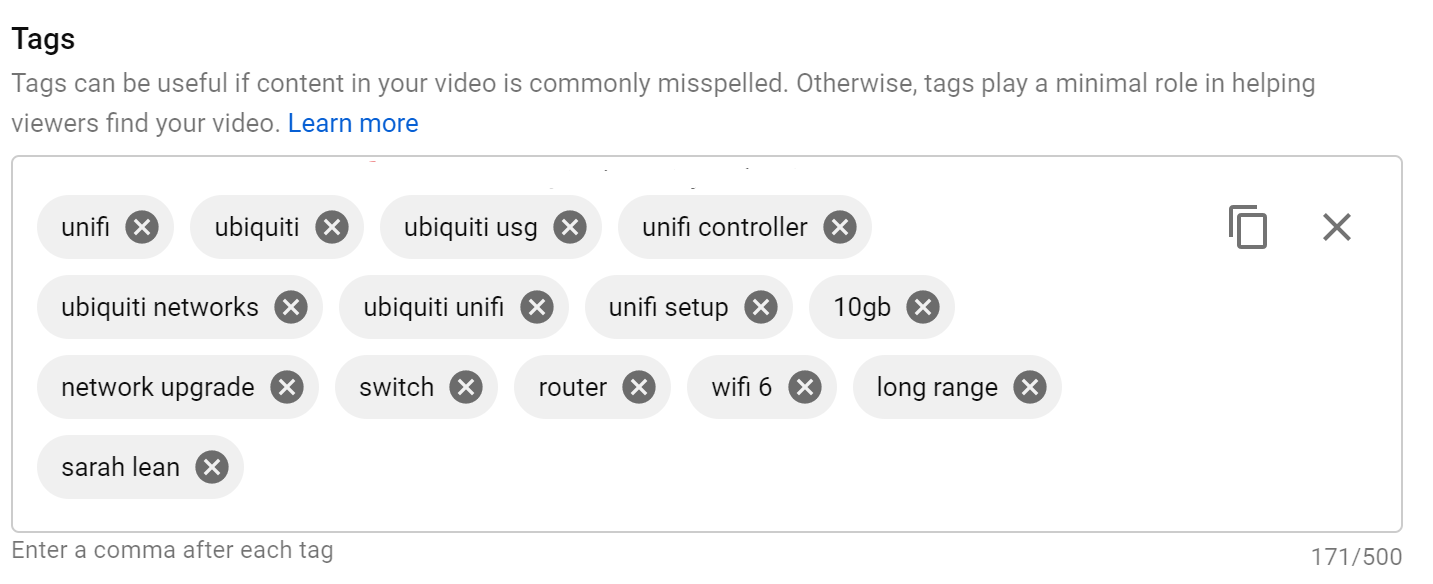 Tags
Tags can be useful if content in your video is commonly misspelled. Otherwise, tags play a minimal role in helping
viewers find your video. Learn more
unifi ubiquiti ubiquiti usg unifi controller
ubiquiti networks ubiquiti unifi unifi setup 10gb
network upgrade switch router wifi 6 long range
sarah lean
Enter a comma after each tag 171/500